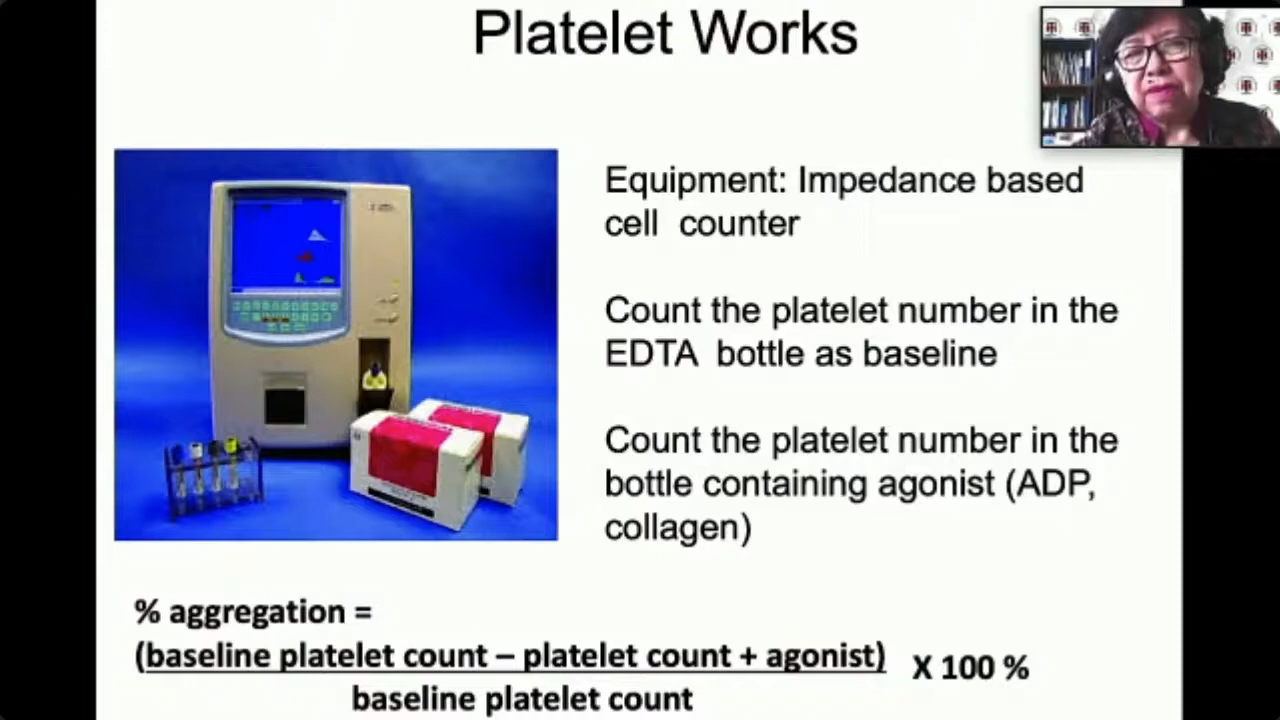 Platelet Works
Equipment: Impedance based
cell counter
Count the platelet number in the
EDTA bottle as baseline
Count the platelet number in the
bottle containing agonist (ADP,
collagen)
% aggregation =
(baseline platelet count – platelet count + agonist) X 100 %
baseline platelet count